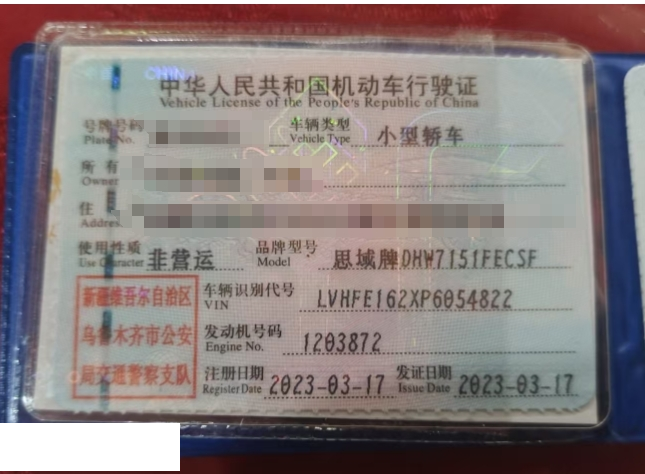 CHINA
中华人民共和国机动车行驶证
Vehicle License of the People's Republic of China
号牌号码 车辆类型 小型轿车
Plate No. Vehicle Type
所有
Owner
住
Address
使用性质 非营运 品牌型号 思域牌DHW7151FECSF
Use Character Model
新疆维吾尔自治区 车辆识别代号 LVHFE162XP6054822
VIN
乌鲁木齐市公安 发动机号码 1203872
Engine No.
局交通警察支队 注册日期 2023-03-17 发证日期 2023-03-17
Register Date Issue Date